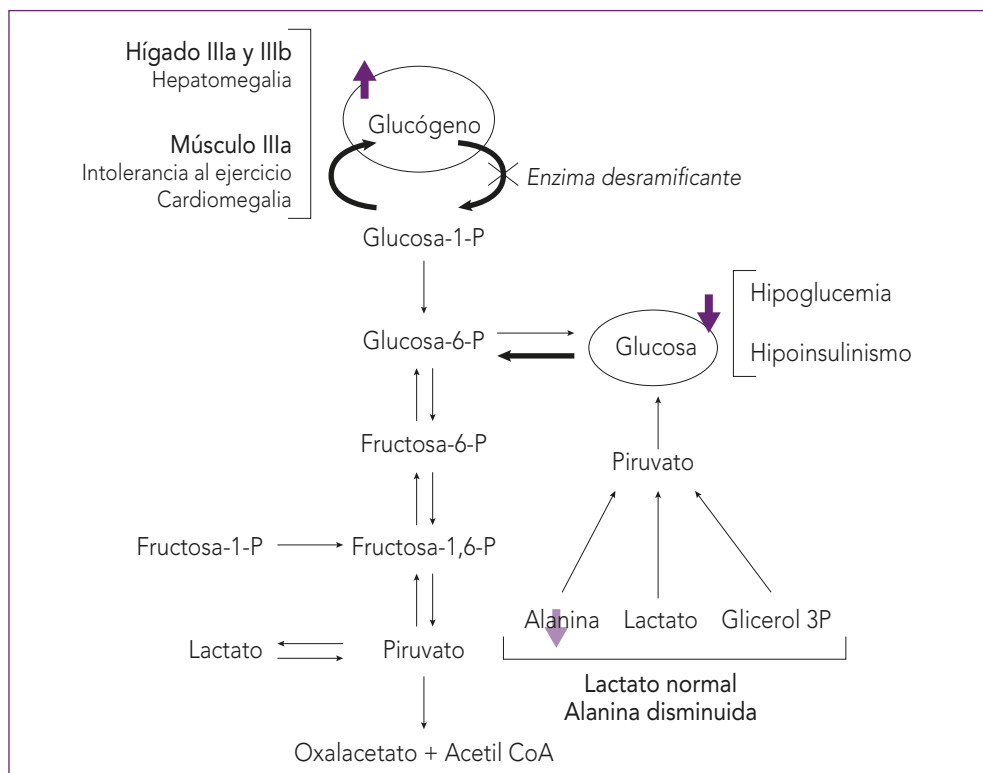 Hígado IIIa y IIIb
Hepatomegalia
Músculo IIIa
Intolerancia al ejercicio
Cardiomegalia
Glucógeno
Enzima desramificante
Glucosa-1-P
Glucosa-6-P
Glucosa
Hipoglucemia
Hipoinsulinismo
Fructosa-6-P
Piruvato
Fructosa-1-P
Fructosa-1,6-P
Alanina
Lactato
Glicerol 3P
Lactato
Piruvato
Lactato normal
Alanina disminuida
Oxalacetato + Acetil CoA